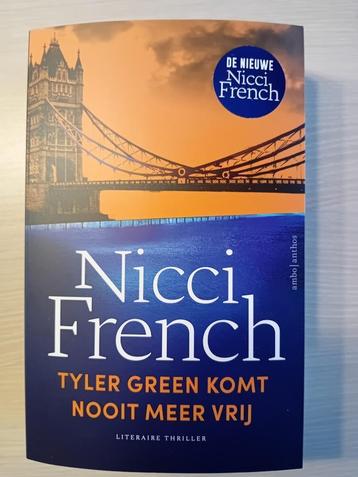 DE NIEUWE
Nicci
French
ambo|anthos
Nicci
French
TYLER GREEN KOMT
NOOIT MEER VRIJ
LITERAIRE THRILLER